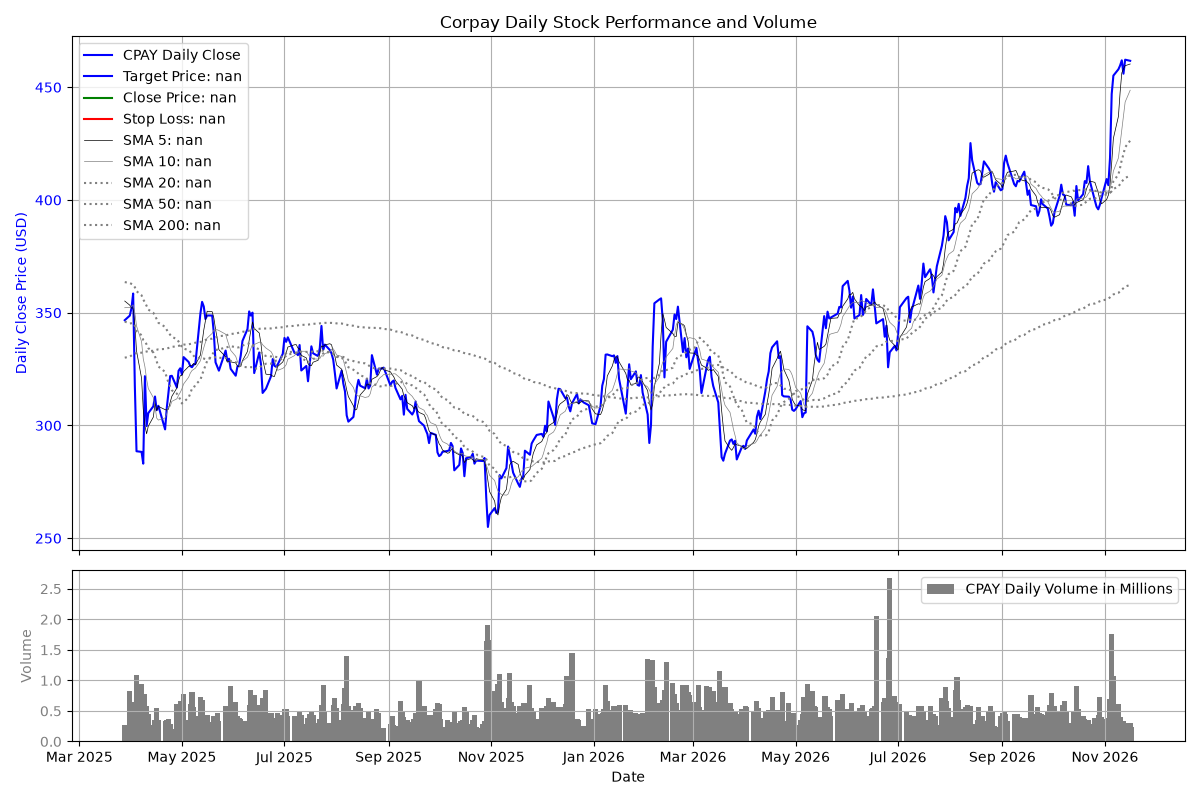 Corpay Daily Stock Performance and Volume
CPAY Daily Close
Target Price: nan
Close Price: nan
Stop Loss: nan
SMA 5: nan
SMA 10: nan
SMA 20: nan
SMA 50: nan
SMA 200: nan
Daily Close Price (USD)
450
400
350
300
250
CPAY Daily Volume in Millions
Volume
2.5
2.0
1.5
1.0
0.5
0.0
Mar 2025 May 2025 Jul 2025 Sep 2025 Nov 2025 Jan 2026 Mar 2026 May 2026 Jul 2026 Sep 2026 Nov 2026
Date